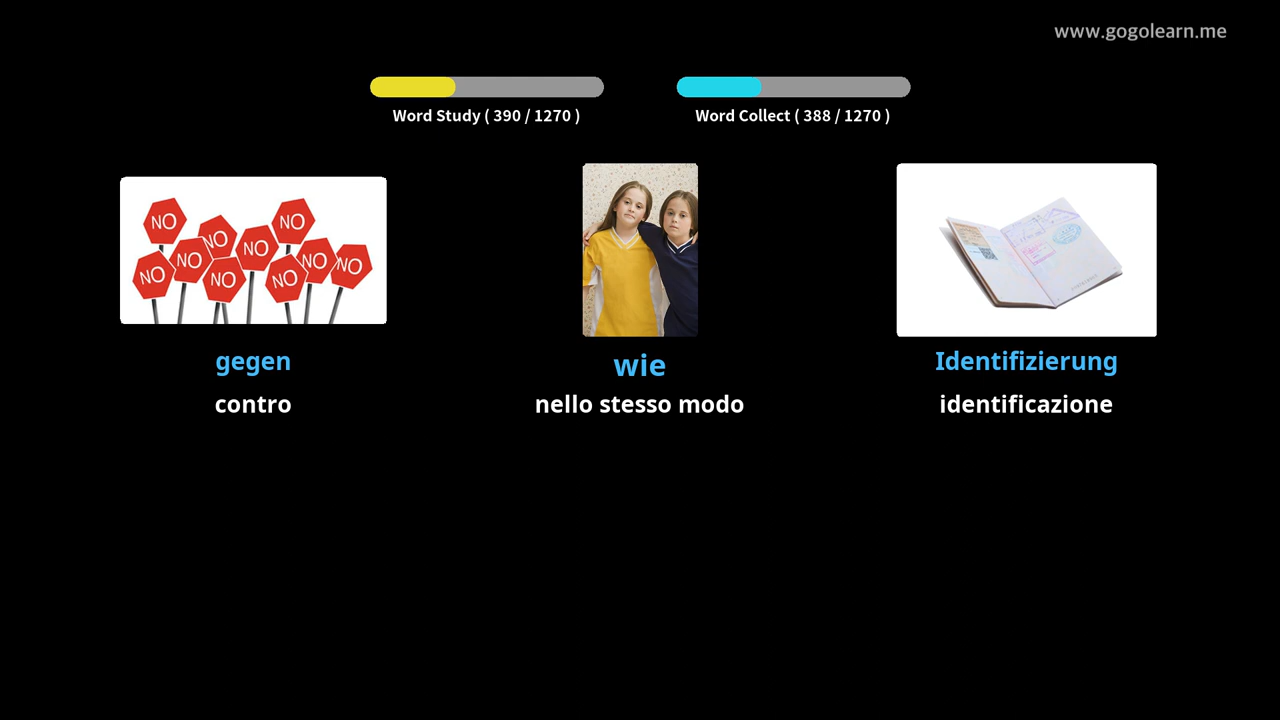 www.gogolearn.me
Word Study ( 390 / 1270 )
Word Collect ( 388 / 1270 )
NO
NO
NO
NO
NO
NO
NO
NO
NO
gegen
wie
Identifizierung
contro
nello stesso modo
identificazione